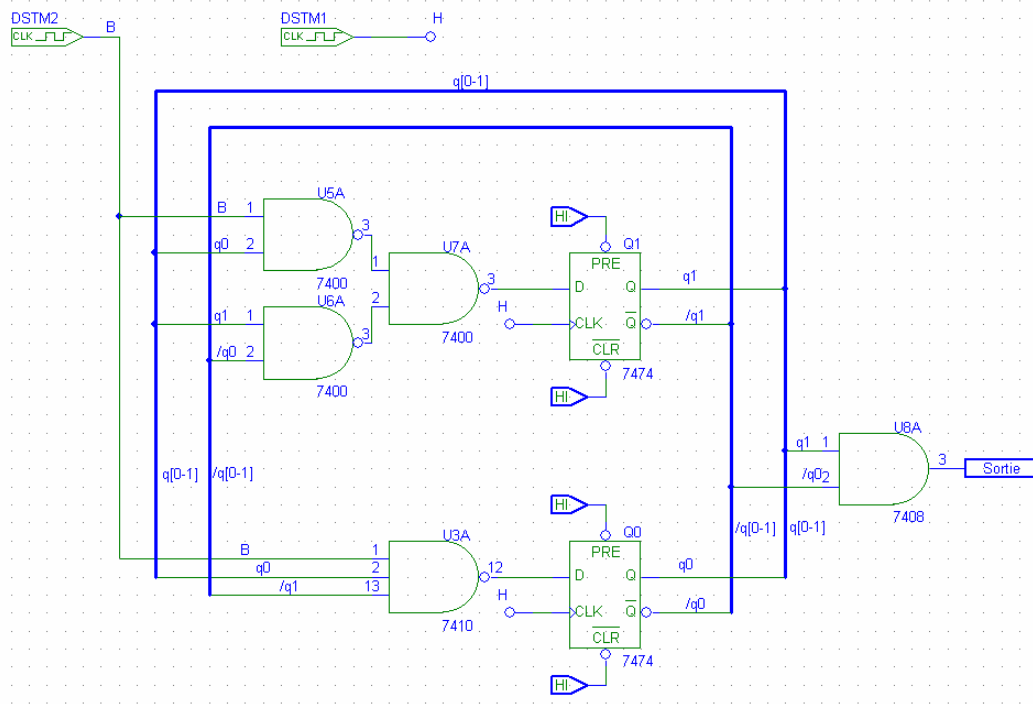 DSTM2
B
CLK
DSTM1
H
CLK
q[0-1]
U5A
B 1
3
q0 2
7400
U7A
1
3
2
7400
U6A
q1 1
3
/q0 2
7400
HI
Q1
PRE
D Q
q1
H
CLK Q
/q1
CLR
7474
HI
q[0-1]
/q[0-1]
U8A
q1 1
3
Sortie
/q0 2
7408
/q[0-1]
q[0-1]
HI
U3A
B 1
q0 2
12
/q1 13
7410
Q0
PRE
D Q
q0
H
CLK Q
/q0
CLR
7474
HI